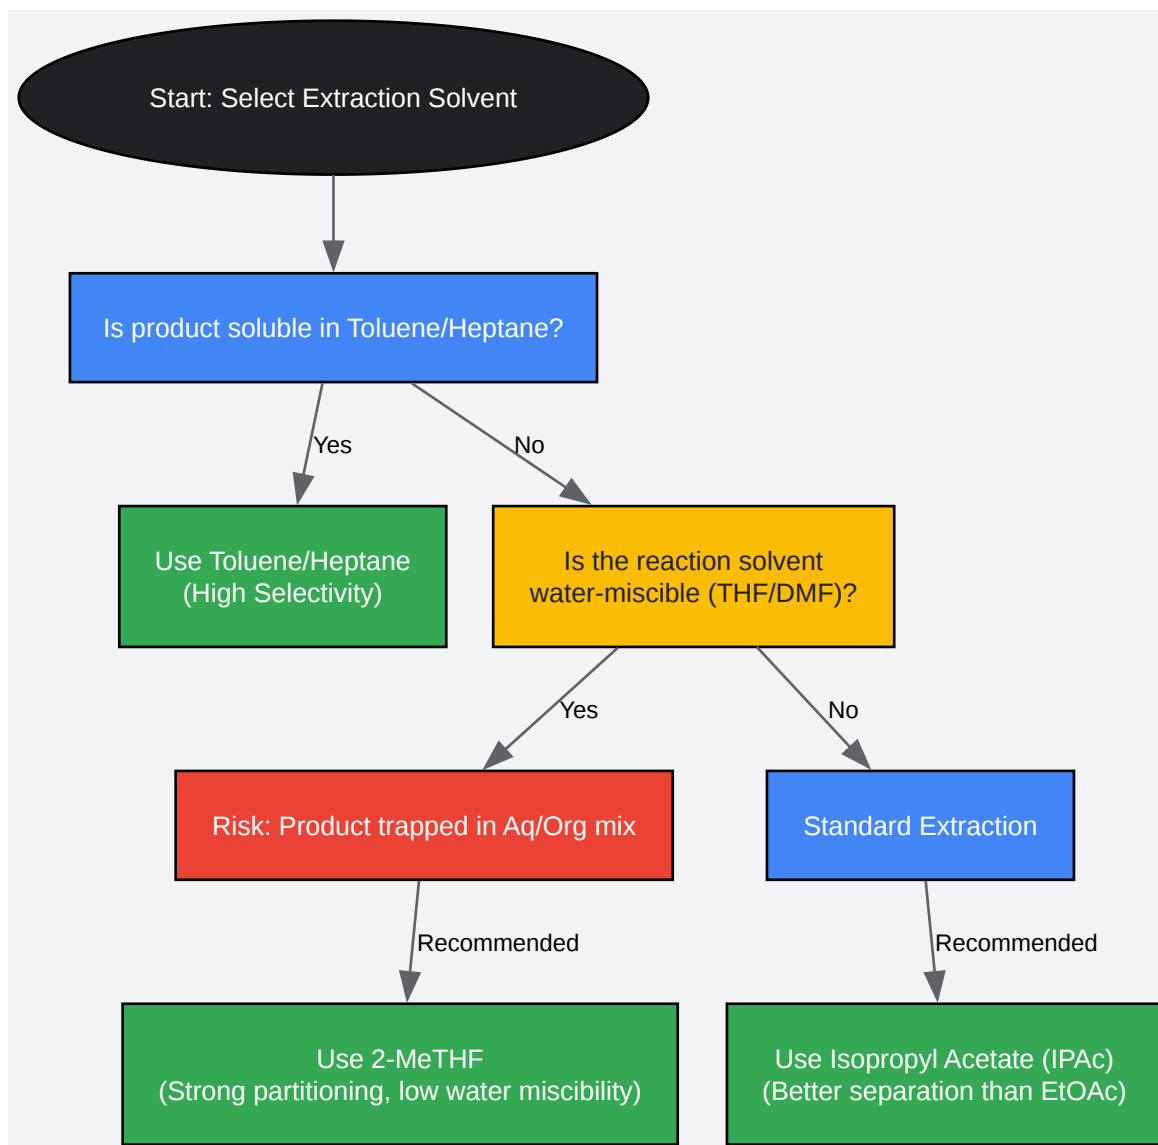 Start: Select Extraction Solvent
Is product soluble in Toluene/Heptane?
Yes
No
Use Toluene/Heptane
(High Selectivity)
Is the reaction solvent
water-miscible (THF/DMF)?
Yes
No
Risk: Product trapped in Aq/Org mix
Standard Extraction
Recommended
Recommended
Use 2-MeTHF
(Strong partitioning, low water miscibility)
Use Isopropyl Acetate (IPAc)
(Better separation than EtOAc)